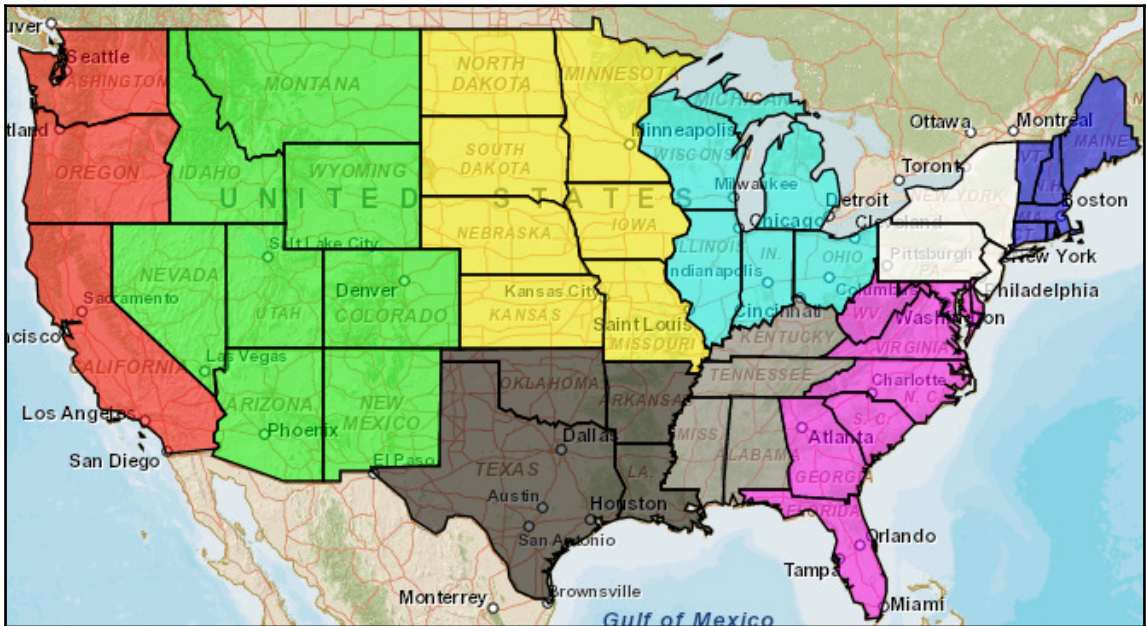 uver
Seattle
WASHINGTON
MONTANA
NORTH
DAKOTA
MINNESOTA
MICHIGAN
Ottawa
Montréal
MAINE
tland
OREGON
IDAHO
WYOMING
SOUTH
DAKOTA
Minneapolis
WISCONSIN
Toronto
VT.
N.H.
UNITED STATES
Milwaukee
Detroit
NEW YORK
MA.
Boston
Salt Lake City
NEBRASKA
IOWA
Chicago
Cleveland
CT.
NEVADA
ILLINOIS
IN.
OHIO
Pittsburgh
PA.
New York
Sacramento
UTAH
Denver
COLORADO
Kansas City
KANSAS
Indianapolis
Columbus
Philadelphia
ncisco
Saint Louis
MISSOURI
Cincinnati
WV.
Washington
CALIFORNIA
Las Vegas
KENTUCKY
VIRGINIA
Los Angeles
ARIZONA
NEW
MEXICO
OKLAHOMA
ARKANSAS
TENNESSEE
Charlotte
N. C.
Phoenix
S. C.
San Diego
El Paso
Dallas
TEXAS
LA.
MISS.
ALABAMA
Atlanta
GEORGIA
Austin
Houston
FLORIDA
San Antonio
Orlando
Tampa
Monterrey
Brownsville
Miami
Gulf of Mexico